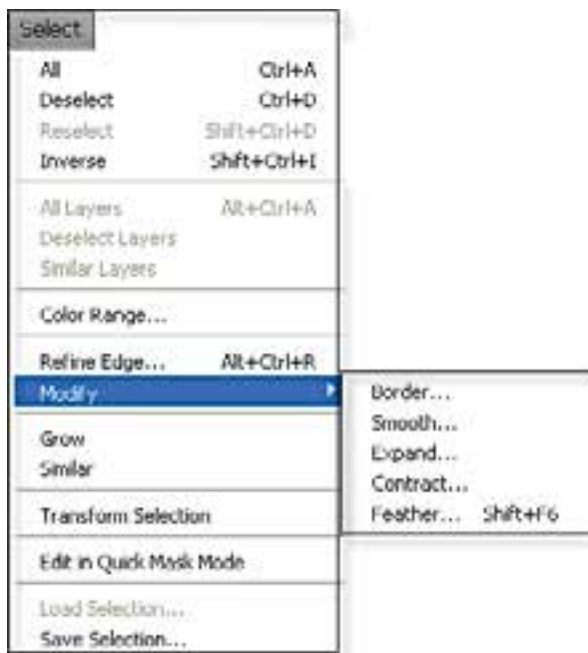 Select
All Ctrl+A
Deselect Ctrl+D
Reselect Shift+Ctrl+D
Inverse Shift+Ctrl+I
All Layers Alt+Ctrl+A
Deselect Layers
Similar Layers
Color Range...
Refine Edge... Alt+Ctrl+R
Modify
Grow
Similar
Transform Selection
Edit in Quick Mask Mode
Load Selection...
Save Selection...
Border...
Smooth...
Expand...
Contract...
Feather... Shift+F6